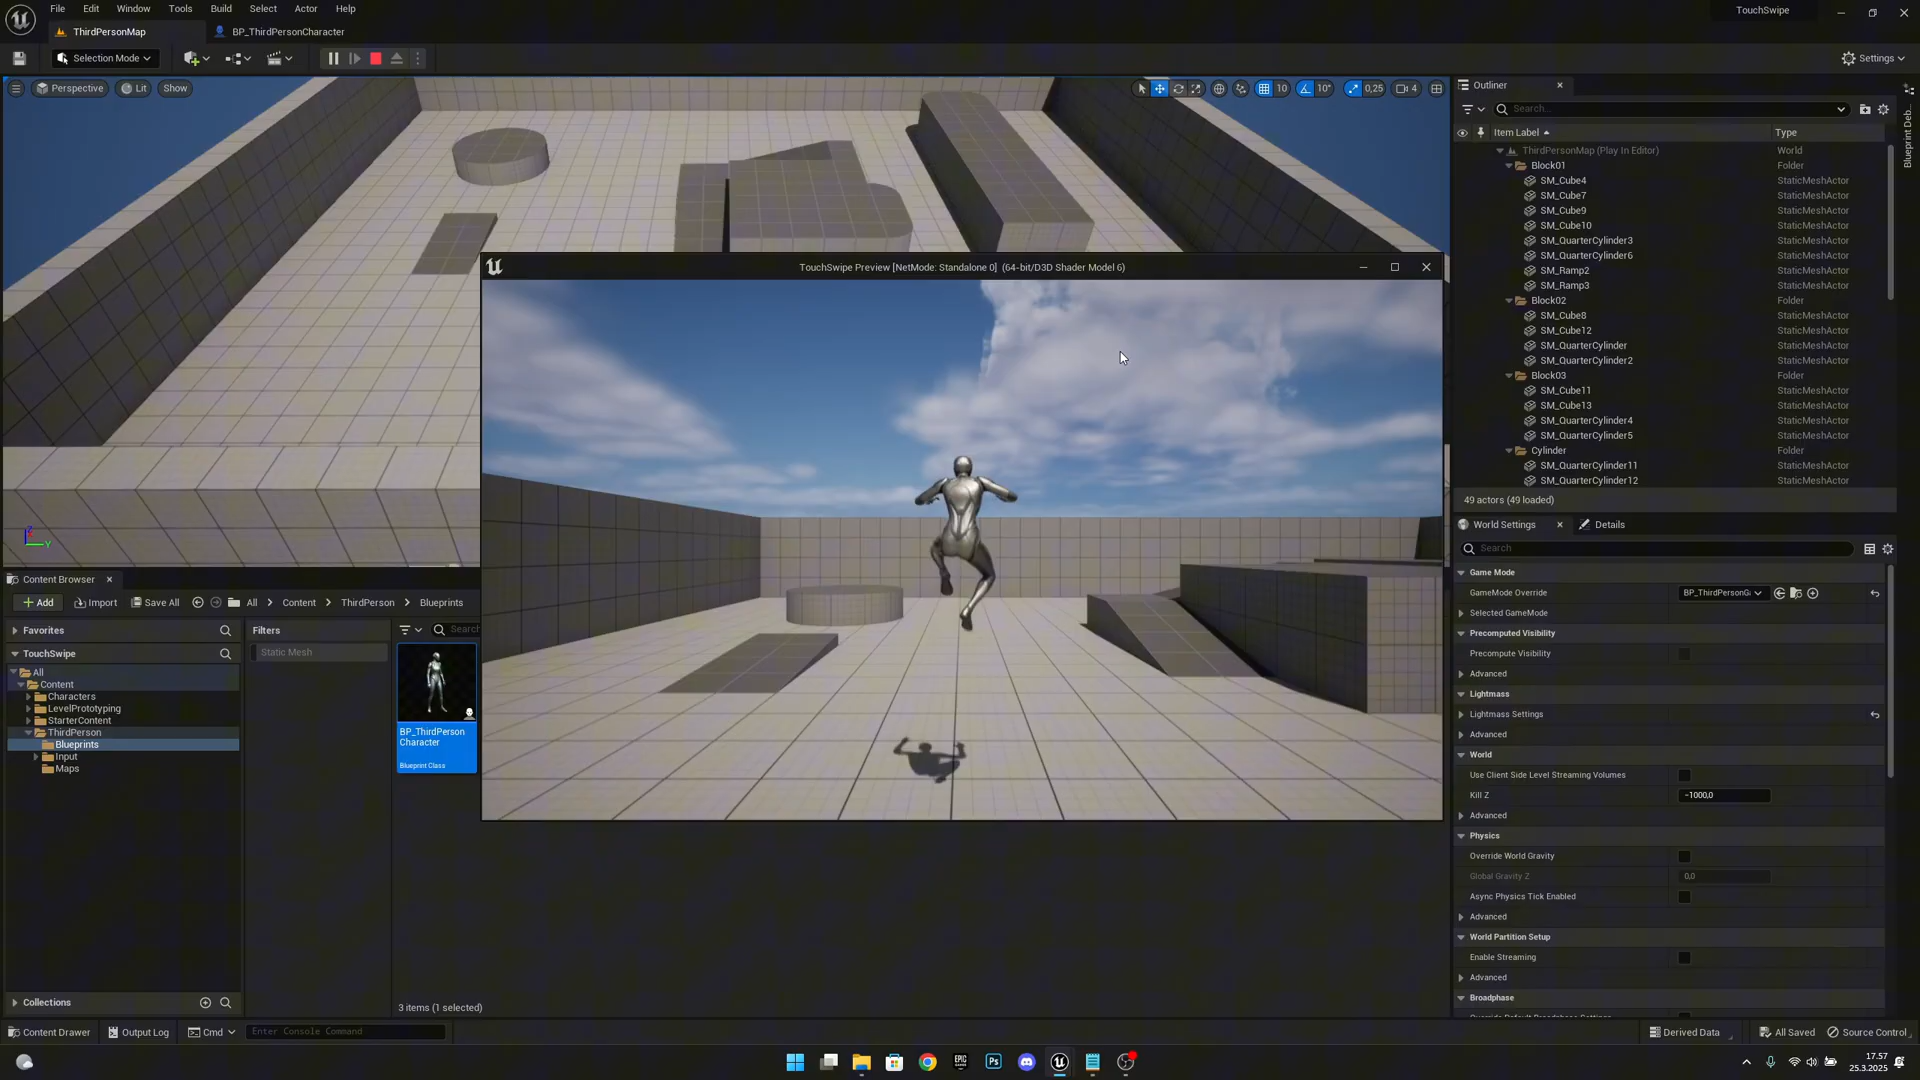 File Edit Window Tools Build Select Actor Help
TouchSwipe
ThirdPersonMap
BP_ThirdPersonCharacter
Selection Mode
Settings
Perspective
Lit
Show
10
10°
0,25
4
Outliner
Search...
Item Label
Type
ThirdPersonMap (Play In Editor) World
Block01 Folder
SM_Cube4 StaticMeshActor
SM_Cube7 StaticMeshActor
SM_Cube9 StaticMeshActor
SM_Cube10 StaticMeshActor
SM_QuarterCylinder3 StaticMeshActor
SM_QuarterCylinder6 StaticMeshActor
SM_Ramp2 StaticMeshActor
SM_Ramp3 StaticMeshActor
Block02 Folder
SM_Cube8 StaticMeshActor
SM_Cube12 StaticMeshActor
SM_QuarterCylinder StaticMeshActor
SM_QuarterCylinder2 StaticMeshActor
Block03 Folder
SM_Cube11 StaticMeshActor
SM_Cube13 StaticMeshActor
SM_QuarterCylinder4 StaticMeshActor
SM_QuarterCylinder5 StaticMeshActor
Cylinder Folder
SM_QuarterCylinder11 StaticMeshActor
SM_QuarterCylinder12 StaticMeshActor
49 actors (49 loaded)
Blueprint Deb...
TouchSwipe Preview [NetMode: Standalone 0] (64-bit/D3D Shader Model 6)
Z
Y
World Settings
Details
Search
Game Mode
GameMode Override BP_ThirdPersonG
Selected GameMode
Precomputed Visibility
Precompute Visibility
Advanced
Lightmass
Lightmass Settings
Advanced
World
Use Client Side Level Streaming Volumes
Kill Z -1000,0
Advanced
Physics
Override World Gravity
Global Gravity Z 0,0
Async Physics Tick Enabled
Advanced
World Partition Setup
Enable Streaming
Advanced
Broadphase
Content Browser
Add
Import
Save All
All
Content
ThirdPerson
Blueprints
Favorites
TouchSwipe
All
Content
Characters
LevelPrototyping
StarterContent
ThirdPerson
Blueprints
Input
Maps
Filters
Static Mesh
Search
BP_ThirdPerson
Character
Blueprint Class
Collections
3 items (1 selected)
Content Drawer
Output Log
Cmd
Enter Console Command
Derived Data
All Saved
Source Control
EPIC
Ps
17.57
25.3.2025